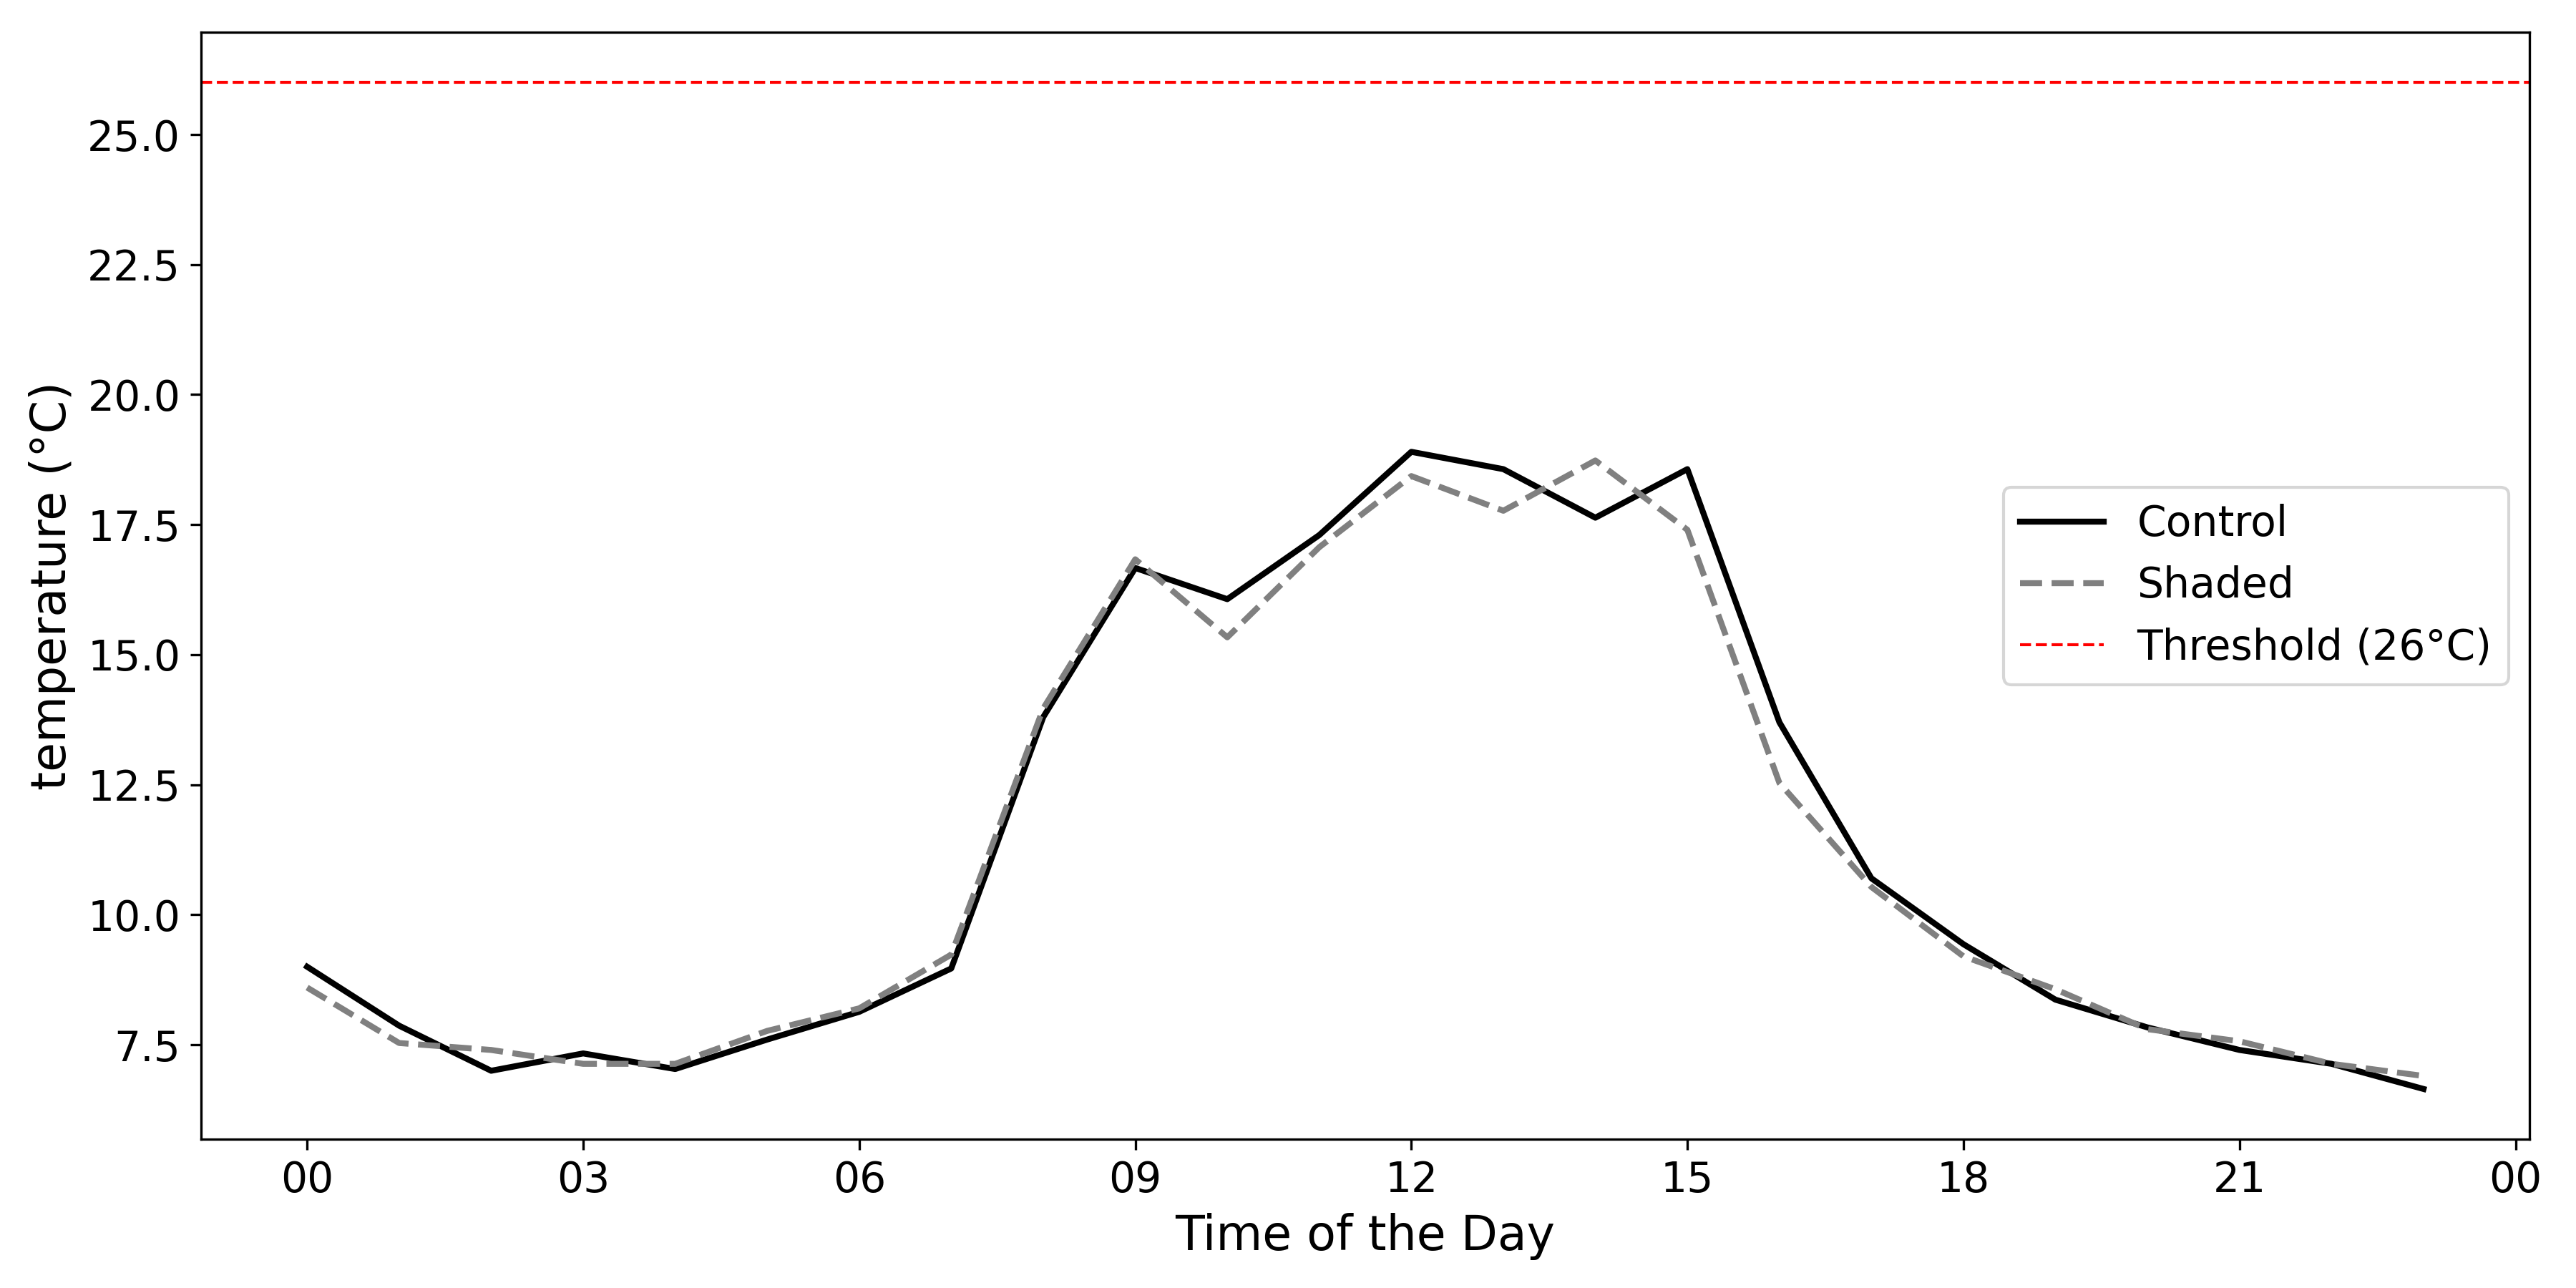 25.0
22.5
20.0
17.5
15.0
12.5
10.0
7.5
temperature (°C)
Control
Shaded
Threshold (26°C)
00 03 06 09 12 15 18 21 00
Time of the Day